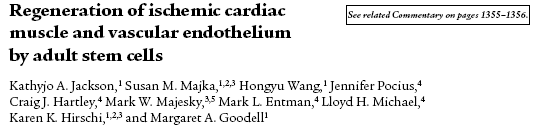 Regeneration of ischemic cardiac
muscle and vascular endothelium
by adult stem cells
See related Commentary on pages 1355–1356.
Kathyjo A. Jackson,¹ Susan M. Majka,¹,²,³ Hongyu Wang,¹ Jennifer Pocius,⁴
Craig J. Hartley,⁴ Mark W. Majesky,³,⁵ Mark L. Entman,⁴ Lloyd H. Michael,⁴
Karen K. Hirschi,¹,²,³ and Margaret A. Goodell¹